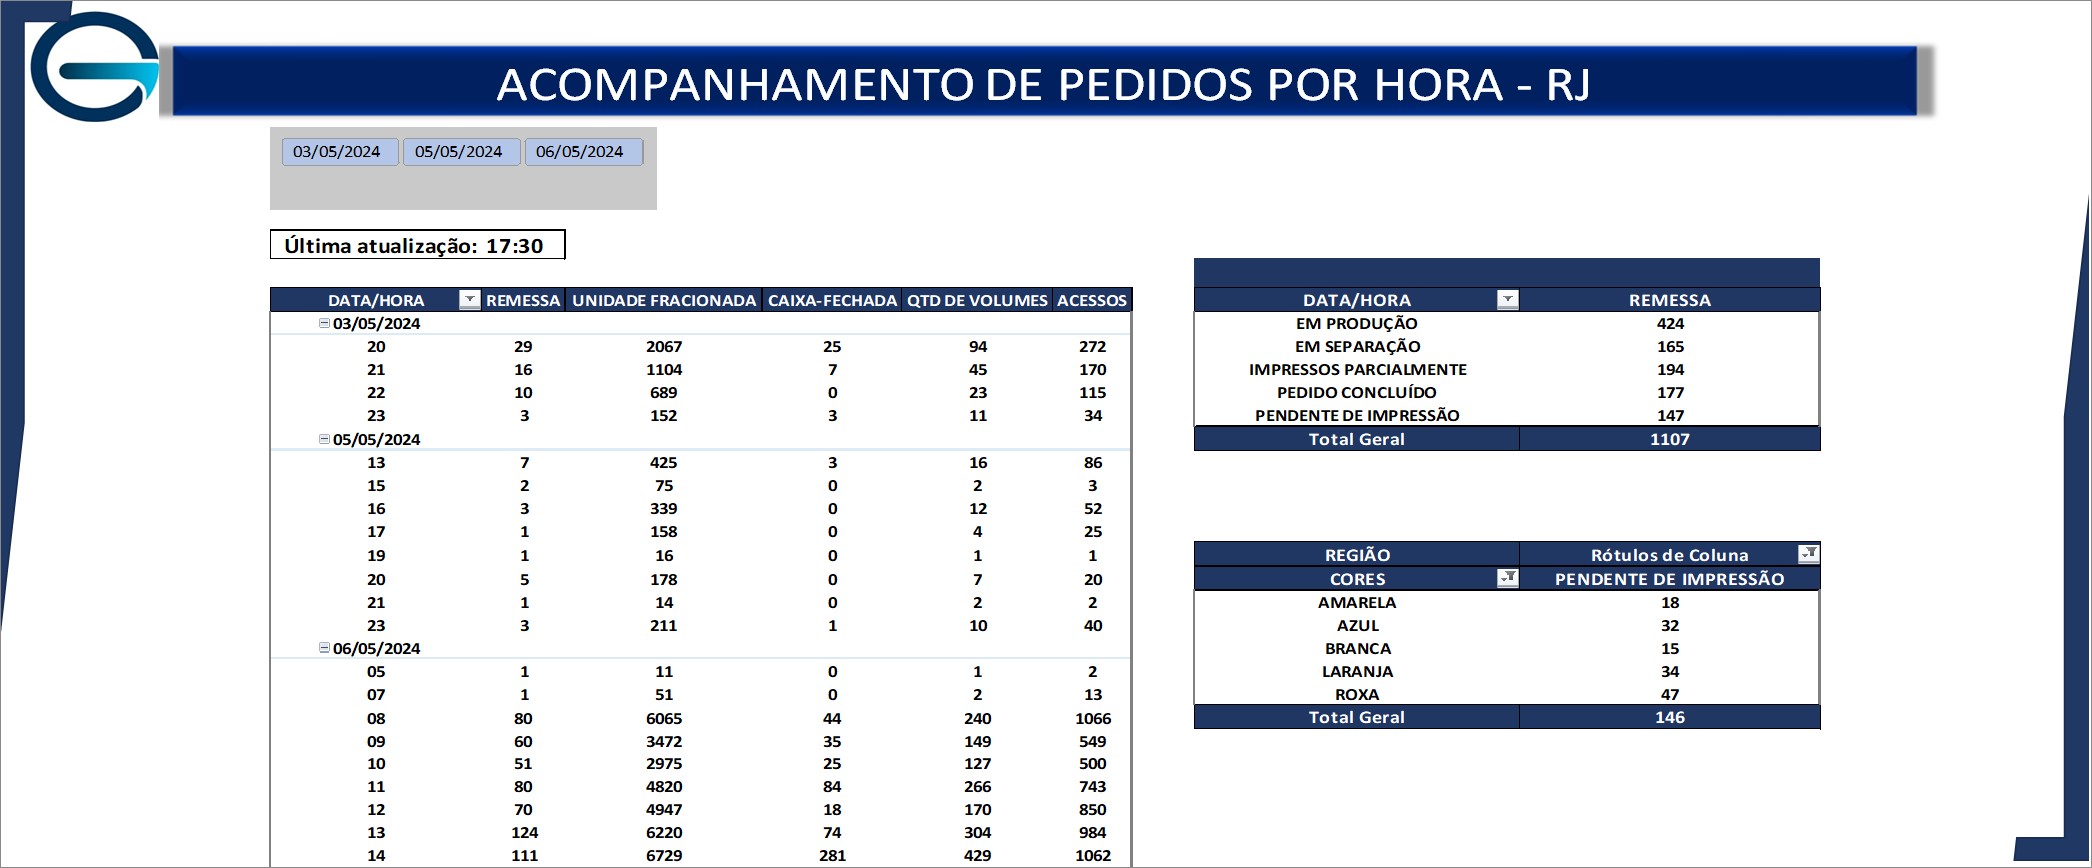 ACOMPANHAMENTO DE PEDIDOS POR HORA - RJ
03/05/2024 05/05/2024 06/05/2024
Última atualização: 17:30
DATA/HORA REMESSA UNIDADE FRACIONADA CAIXA-FECHADA QTD DE VOLUMES ACESSOS
03/05/2024
20 29 2067 25 94 272
21 16 1104 7 45 170
22 10 689 0 23 115
23 3 152 3 11 34
05/05/2024
13 7 425 3 16 86
15 2 75 0 2 3
16 3 339 0 12 52
17 1 158 0 4 25
19 1 16 0 1 1
20 5 178 0 7 20
21 1 14 0 2 2
23 3 211 1 10 40
06/05/2024
05 1 11 0 1 2
07 1 51 0 2 13
08 80 6065 44 240 1066
09 60 3472 35 149 549
10 51 2975 25 127 500
11 80 4820 84 266 743
12 70 4947 18 170 850
13 124 6220 74 304 984
14 111 6729 281 429 1062
DATA/HORA REMESSA
EM PRODUÇÃO 424
EM SEPARAÇÃO 165
IMPRESSOS PARCIALMENTE 194
PEDIDO CONCLUÍDO 177
PENDENTE DE IMPRESSÃO 147
Total Geral 1107
REGIÃO Rótulos de Coluna
CORES PENDENTE DE IMPRESSÃO
AMARELA 18
AZUL 32
BRANCA 15
LARANJA 34
ROXA 47
Total Geral 146